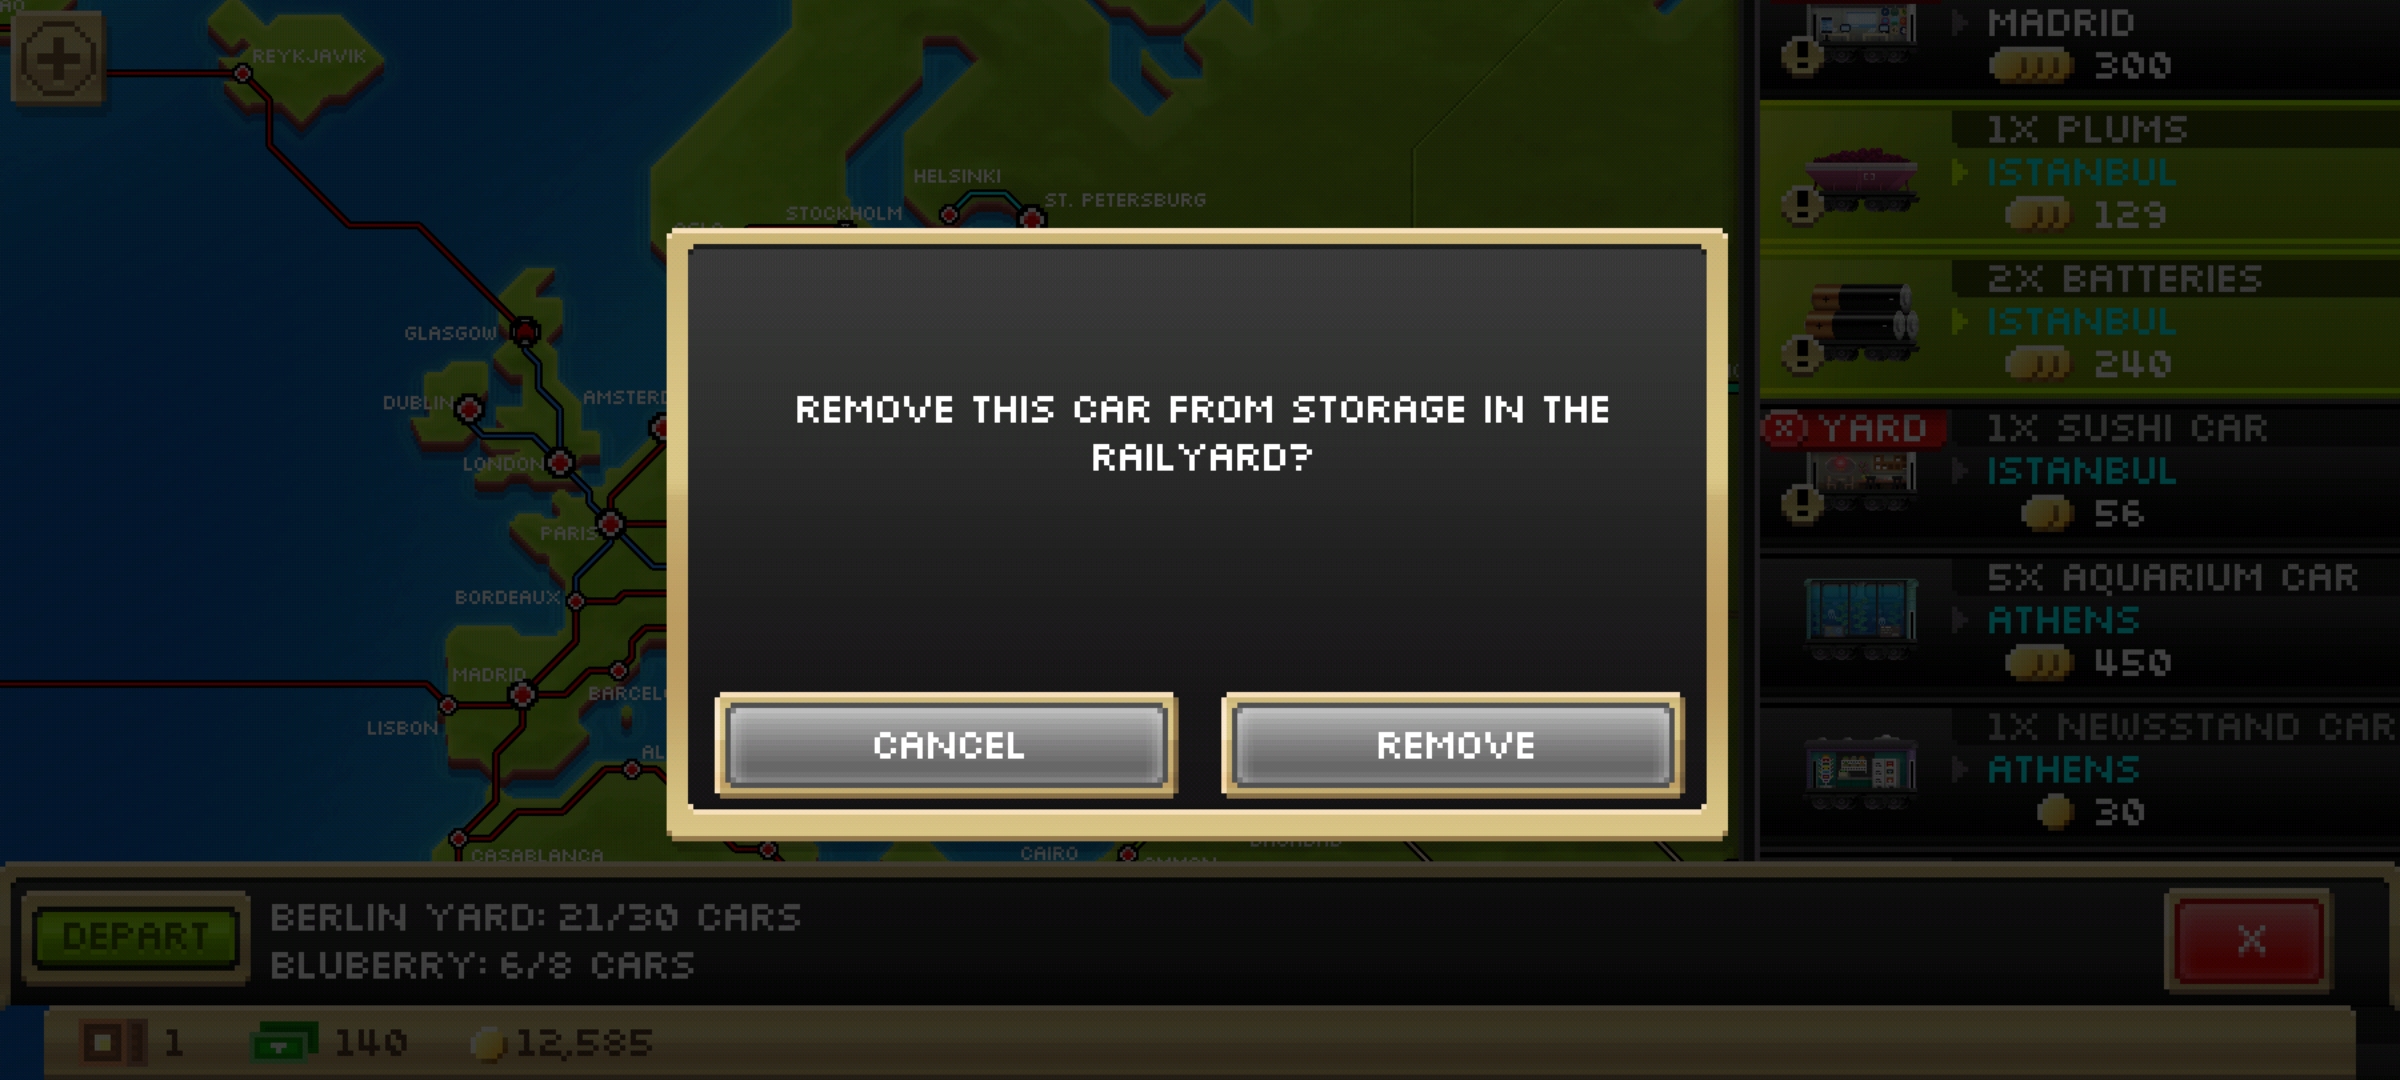 REYKJAVIK
HELSINKI
ST. PETERSBURG
STOCKHOLM
OSLO
GLASGOW
DUBLIN
AMSTERD
LONDON
PARIS
BORDEAUX
MADRID
BARCEL
LISBON
AL
CASABLANCA
CAIRO
AMMAN
BAGHDAD
REMOVE THIS CAR FROM STORAGE IN THE
RAILYARD?
CANCEL
REMOVE
MADRID
300
1X PLUMS
ISTANBUL
129
2X BATTERIES
ISTANBUL
240
YARD
1X SUSHI CAR
ISTANBUL
56
5X AQUARIUM CAR
ATHENS
450
1X NEWSSTAND CAR
ATHENS
30
DEPART
BERLIN YARD: 21/30 CARS
BLUBERRY: 6/8 CARS
X
1
140
12,585